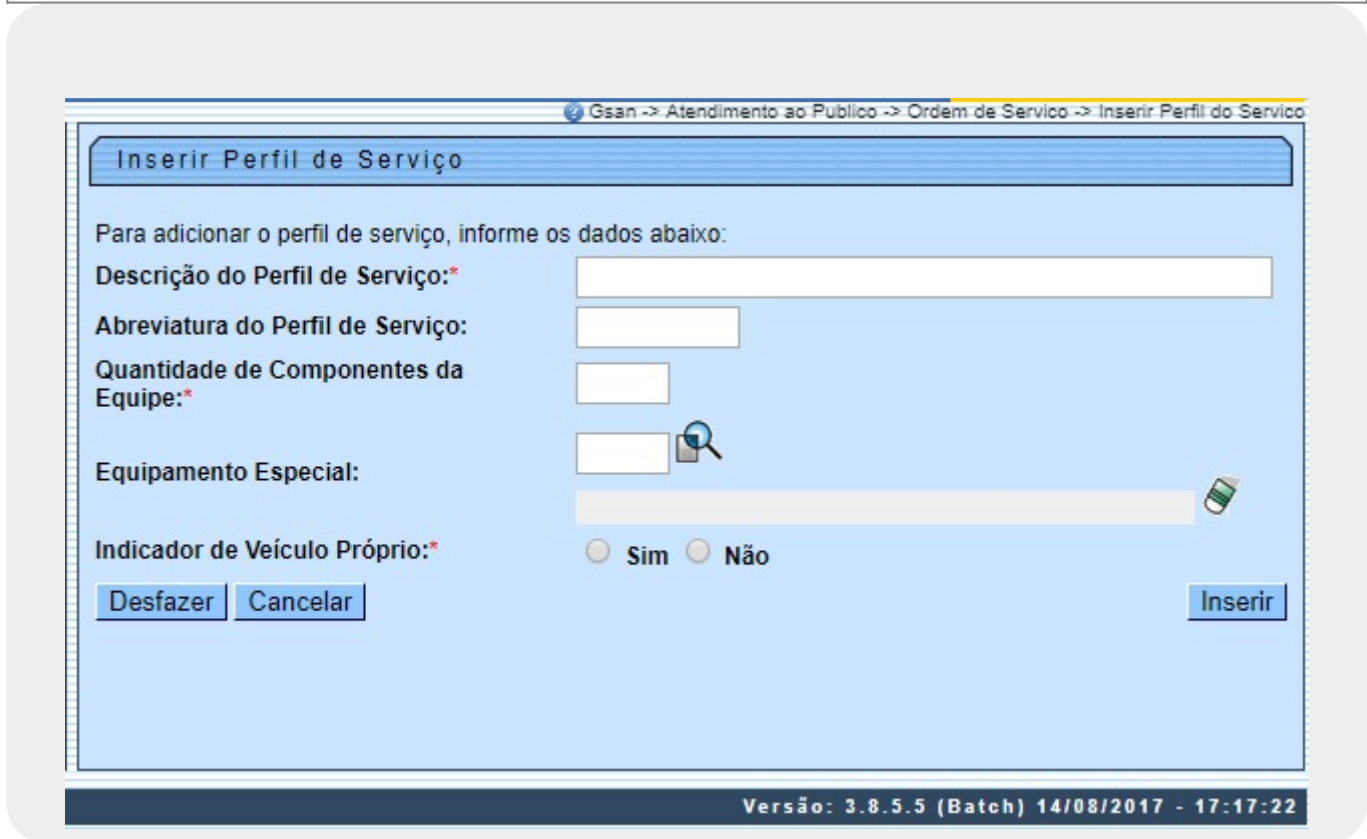 Gsan -> Atendimento ao Publico -> Ordem de Servico -> Inserir Perfil do Servico
Inserir Perfil de Serviço
Para adicionar o perfil de serviço, informe os dados abaixo:
Descrição do Perfil de Serviço:*
Abreviatura do Perfil de Serviço:
Quantidade de Componentes da
Equipe:*
Equipamento Especial:
Indicador de Veículo Próprio:* Sim Não
Desfazer Cancelar Inserir
Versão: 3.8.5.5 (Batch) 14/08/2017 - 17:17:22